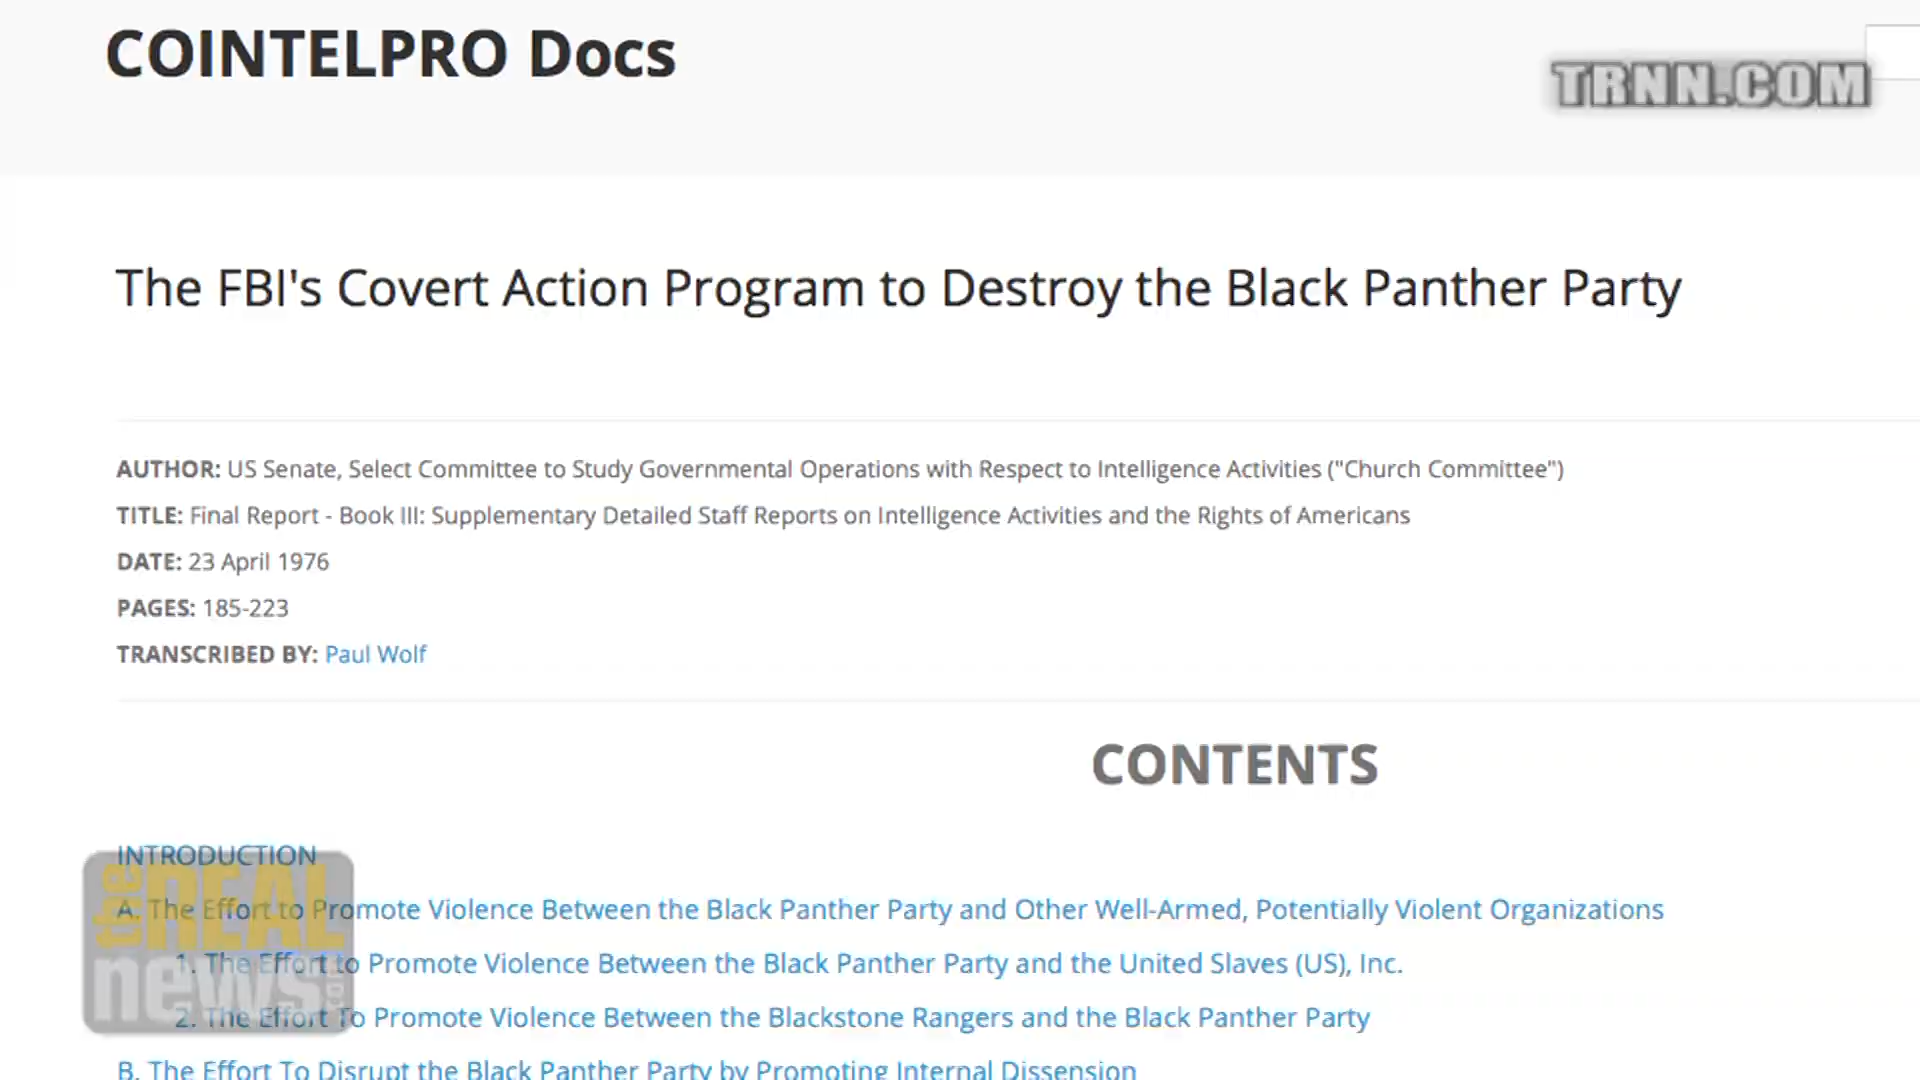 COINTELPRO Docs
TRNN.COM
The FBI's Covert Action Program to Destroy the Black Panther Party
AUTHOR: US Senate, Select Committee to Study Governmental Operations with Respect to Intelligence Activities ("Church Committee")
TITLE: Final Report - Book III: Supplementary Detailed Staff Reports on Intelligence Activities and the Rights of Americans
DATE: 23 April 1976
PAGES: 185-223
TRANSCRIBED BY: Paul Wolf
CONTENTS
INTRODUCTION
A. The Effort to Promote Violence Between the Black Panther Party and Other Well-Armed, Potentially Violent Organizations
1. The Effort to Promote Violence Between the Black Panther Party and the United Slaves (US), Inc.
2. The Effort To Promote Violence Between the Blackstone Rangers and the Black Panther Party
B. The Effort To Disrupt the Black Panther Party by Promoting Internal Dissension
the REAL
news.com